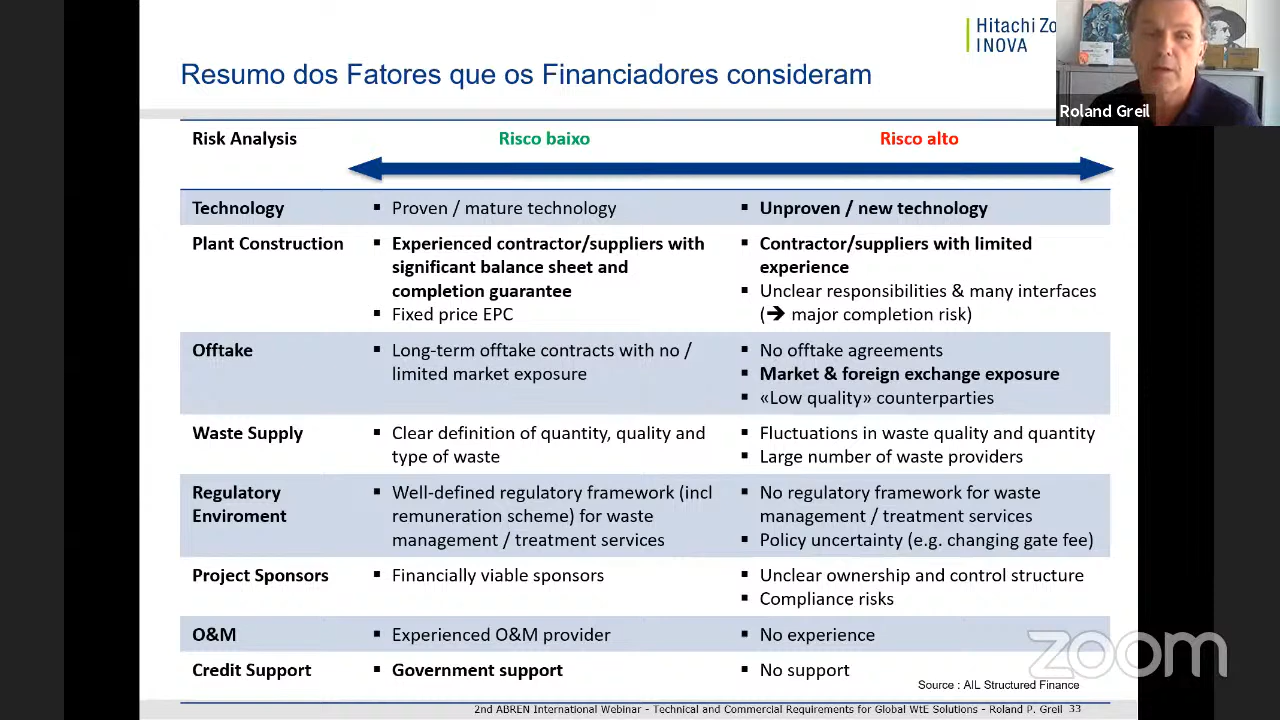 Hitachi Zo
INOVA
Resumo dos Fatores que os Financiadores consideram
Roland Greil
Risk Analysis
Risco baixo
Risco alto
Technology
▪ Proven / mature technology
▪ Unproven / new technology
Plant Construction
▪ Experienced contractor/suppliers with
significant balance sheet and
completion guarantee
▪ Fixed price EPC
▪ Contractor/suppliers with limited
experience
▪ Unclear responsibilities & many interfaces
(➔ major completion risk)
Offtake
▪ Long-term offtake contracts with no /
limited market exposure
▪ No offtake agreements
▪ Market & foreign exchange exposure
▪ «Low quality» counterparties
Waste Supply
▪ Clear definition of quantity, quality and
type of waste
▪ Fluctuations in waste quality and quantity
▪ Large number of waste providers
Regulatory
Enviroment
▪ Well-defined regulatory framework (incl
remuneration scheme) for waste
management / treatment services
▪ No regulatory framework for waste
management / treatment services
▪ Policy uncertainty (e.g. changing gate fee)
Project Sponsors
▪ Financially viable sponsors
▪ Unclear ownership and control structure
▪ Compliance risks
O&M
▪ Experienced O&M provider
▪ No experience
Credit Support
▪ Government support
▪ No support
zoom
Source : AIL Structured Finance
2nd ABREN International Webinar - Technical and Commercial Requirements for Global WtE Solutions - Roland P. Greil 33